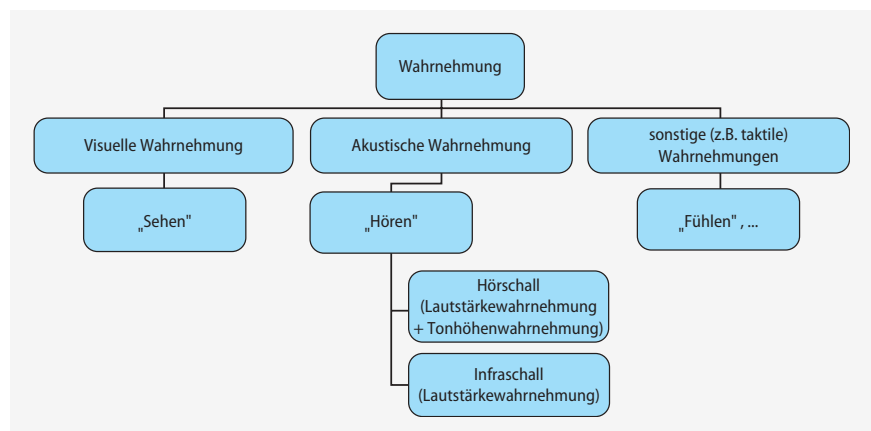 Wahrnehmung
Visuelle Wahrnehmung
Akustische Wahrnehmung
sonstige (z.B. taktile)
Wahrnehmungen
„Sehen"
„Hören"
„Fühlen" , ...
Hörschall
(Lautstärkewahrnehmung
+ Tonhöhenwahrnehmung)
Infraschall
(Lautstärkewahrnehmung)